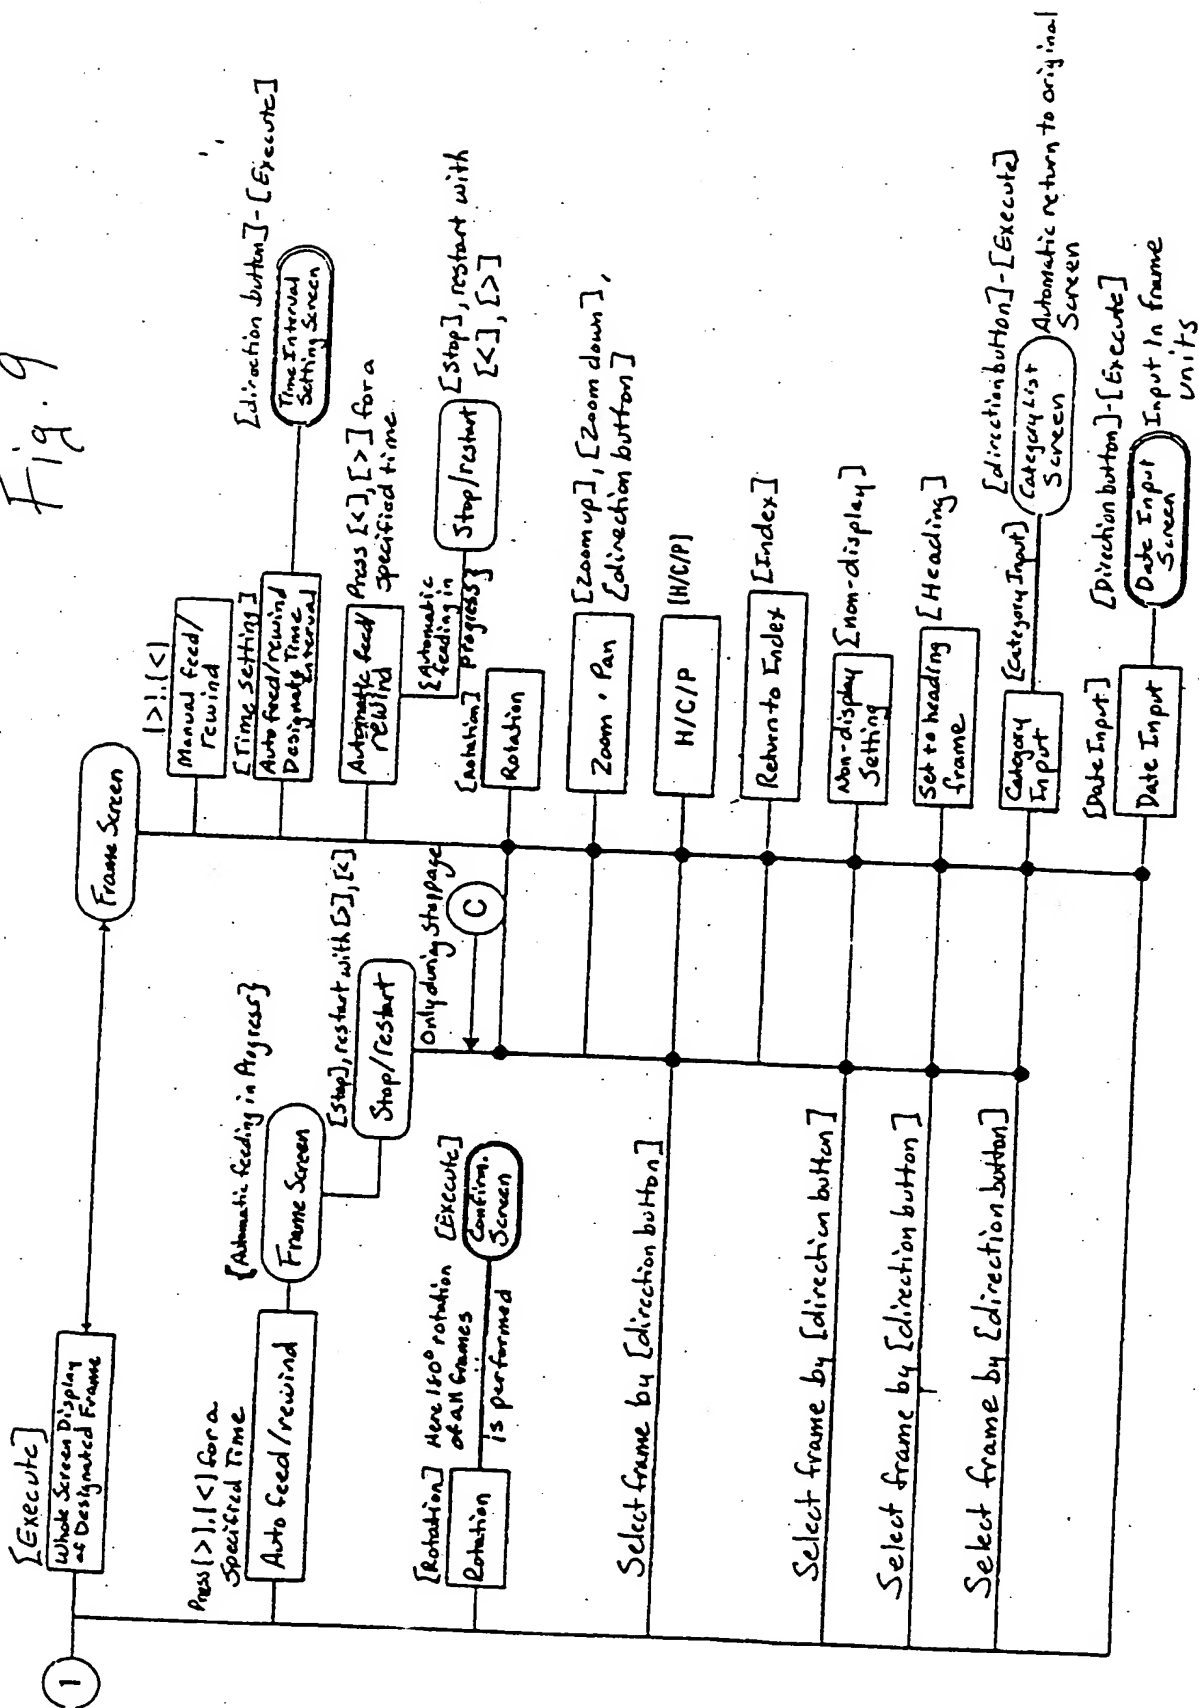 Fig. 9
1
[Execute]
Whole Screen Display
of Designated Frame
Frame Screen
[>].[<]
Manual feed/
rewind
[Time Setting]
Auto feed/rewind
Designate Time
Interval
[direction button]-[Execute]
Time Interval
Setting Screen
Automatic feed/
rewind
Press [<],[>] for a
specified time
{Automatic
feeding in
progress}
Stop/restart
[Stop], restart with
[<],[>]
Press[>].[<] for a
Specified Time
Auto feed/rewind
{Automatic feeding in Progress}
Frame Screen
[Stop], restart with [>],[<]
Stop/restart
Only during Stoppage
C
[Rotation]
Rotation
[Rotation]
Rotation
Here 180° rotation
of all frames
is performed
[Execute]
Confirm.
Screen
Zoom · Pan
[Zoom up],[Zoom down],
[direction button]
Select frame by [direction button]
H/C/P
[H/C/P]
Return to Index
[Index]
Select frame by [direction button]
Non-display
Setting
[non-display]
Select frame by [direction button]
Set to heading
frame
[Heading]
Select frame by [direction button]
Category
Input
[Category Input]
[direction button]-[Execute]
Category List
Screen
Automatic return to original
Screen
[Date Input]
Date Input
[Direction button]-[Execute]
Date Input
Screen
Input in frame
units